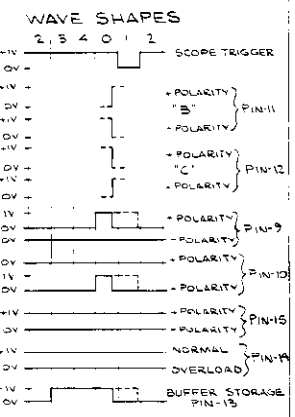 WAVE SHAPES
2 3 4 0 1 2
+1V
0V
SCOPE TRIGGER
+1V
0V
+ POLARITY
"B"
PIN-11
+1V
0V
- POLARITY
+1V
0V
+ POLARITY
"C"
PIN-12
+1V
0V
- POLARITY
1V
0V
+ POLARITY
PIN-9
0V
- POLARITY
0V
+ POLARITY
PIN-10
1V
0V
- POLARITY
+1V
+ POLARITY
PIN-15
0V
- POLARITY
+1V
NORMAL
PIN-14
0V
OVERLOAD
+1V
0V
BUFFER STORAGE
PIN-13